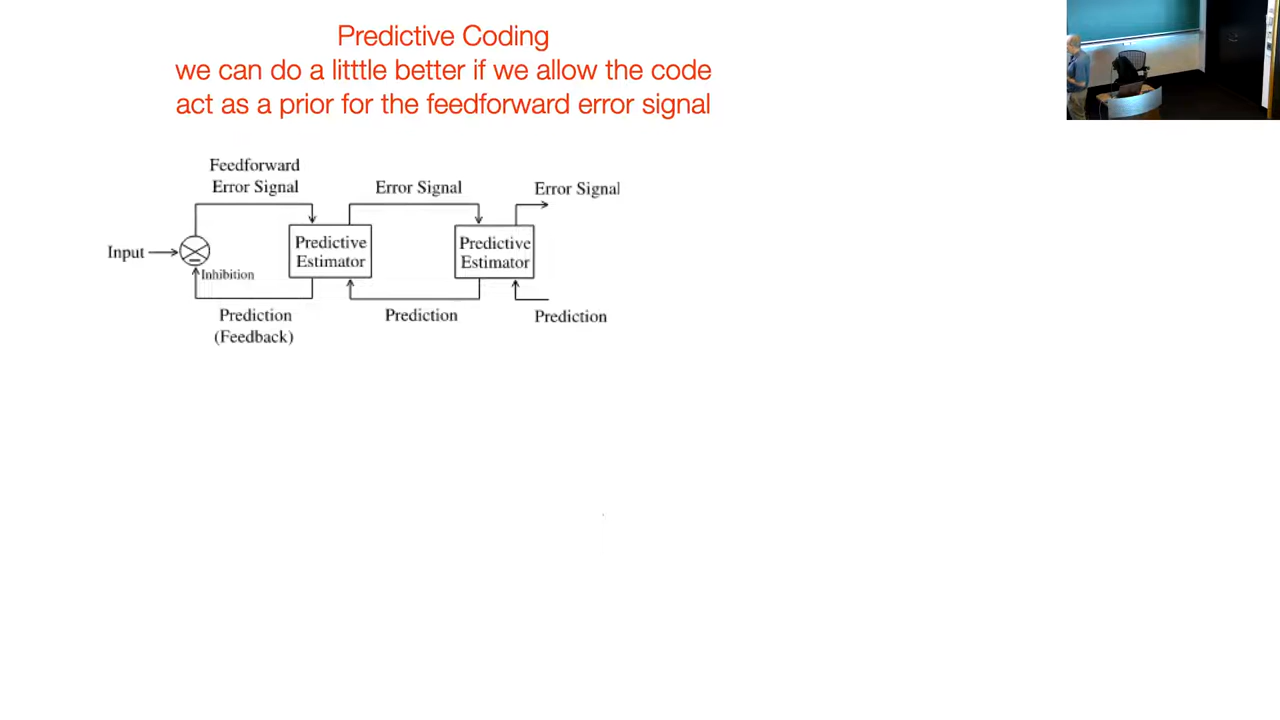 Predictive Coding
we can do a litttle better if we allow the code
act as a prior for the feedforward error signal
Feedforward
Error Signal
Error Signal
Error Signal
Input
Predictive
Estimator
Predictive
Estimator
Inhibition
Prediction
(Feedback)
Prediction
Prediction